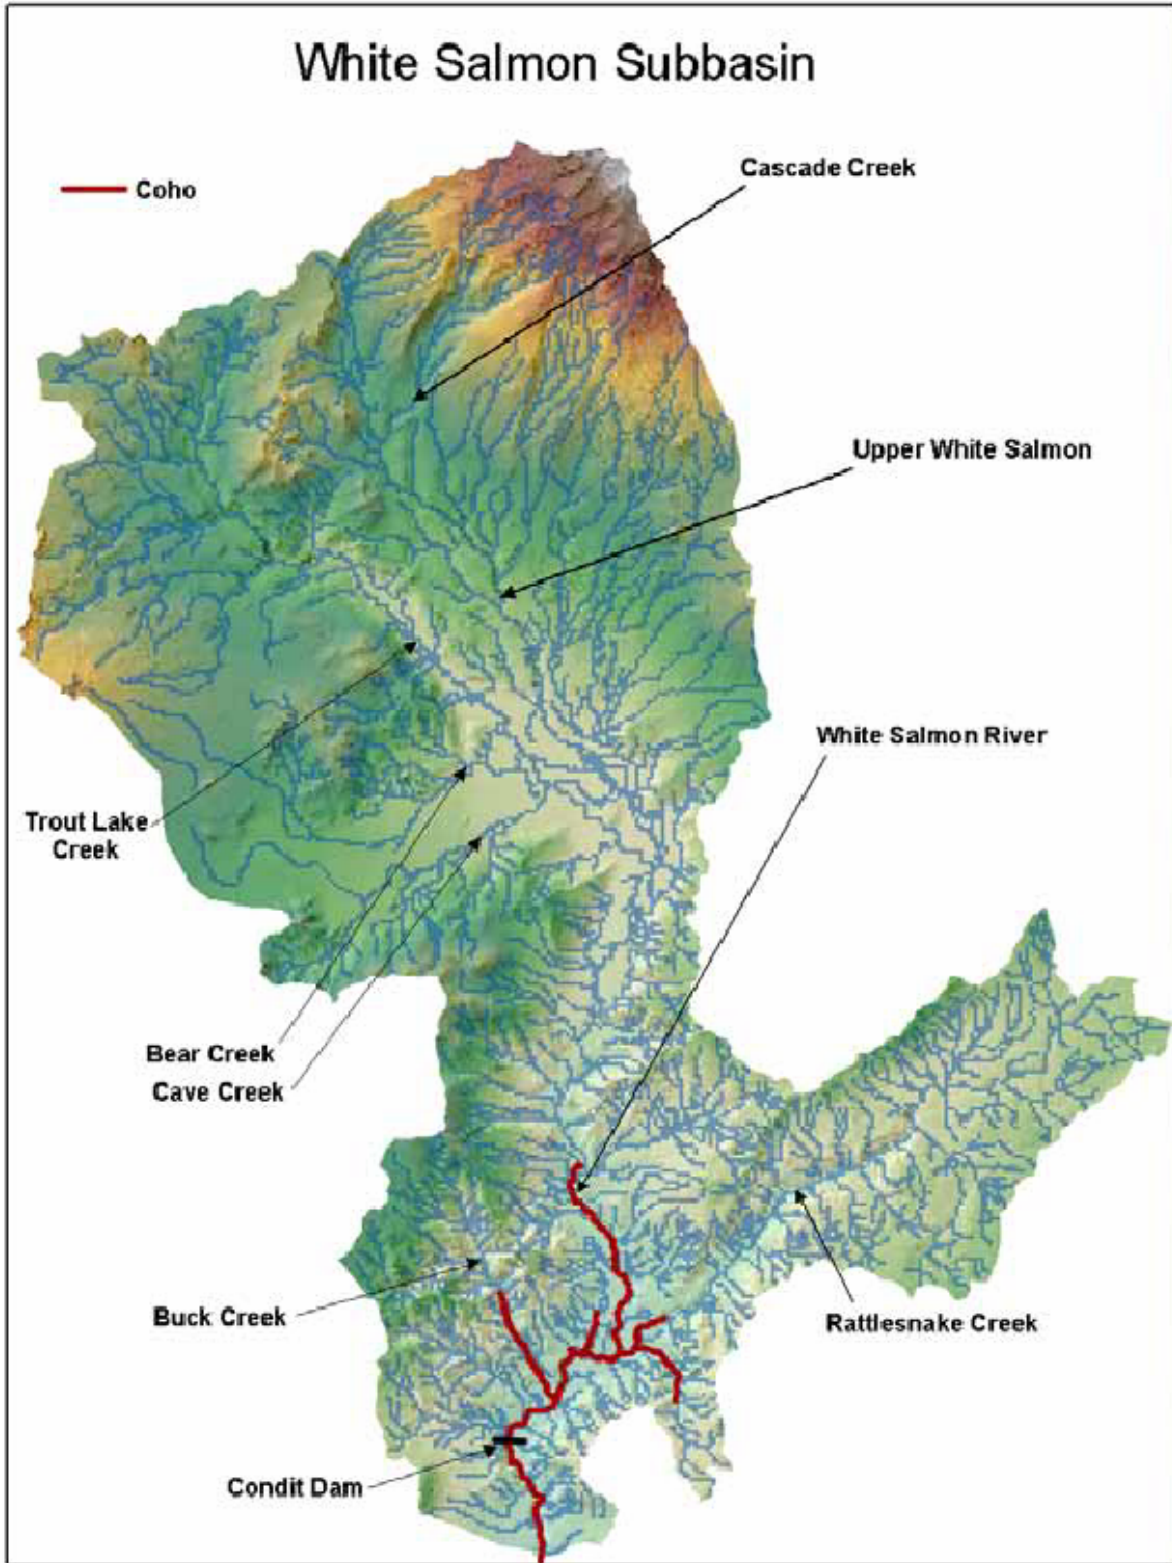 White Salmon Subbasin
Coho
Cascade Creek
Upper White Salmon
White Salmon River
Trout Lake
Creek
Bear Creek
Cave Creek
Buck Creek
Rattlesnake Creek
Condit Dam